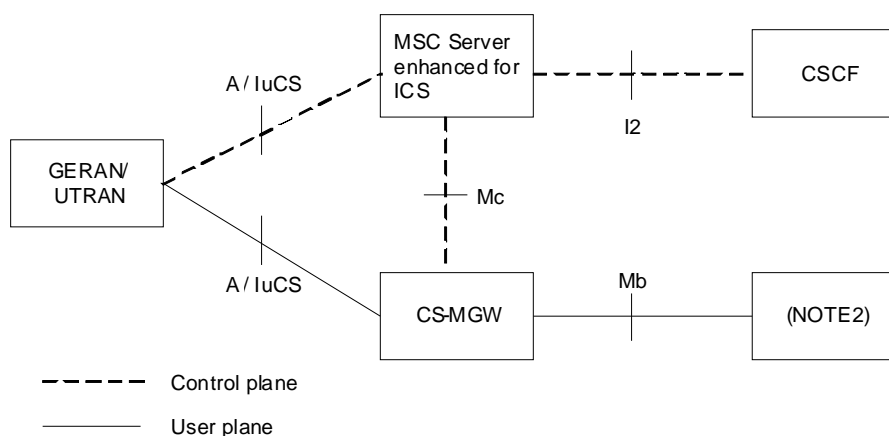 MSC Server
enhanced for
ICS
CSCF
A / IuCS
I2
GERAN/
UTRAN
Mc
A / IuCS
Mb
CS-MGW
(NOTE2)
Control plane
User plane